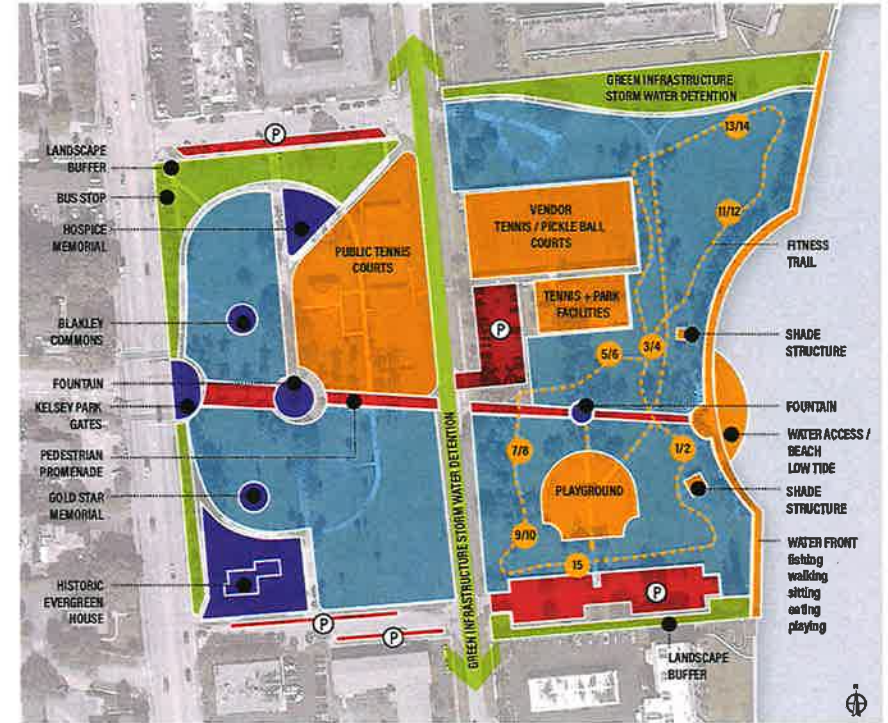 GREEN INFRASTRUCTURE
STORM WATER DETENTION
P
LANDSCAPE
BUFFER
BUS STOP
HOSPICE
MEMORIAL
PUBLIC TENNIS
COURTS
BLAKLEY
COMMONS
FOUNTAIN
KELSEY PARK
GATES
PEDESTRIAN
PROMENADE
GOLD STAR
MEMORIAL
HISTORIC
EVERGREEN
HOUSE
P
P
GREEN INFRASTRUCTURE STORM WATER DETENTION
VENDOR
TENNIS / PICKLE BALL
COURTS
TENNIS + PARK
FACILITIES
P
13/14
11/12
5/6
3/4
7/8
1/2
9/10
15
PLAYGROUND
P
FITNESS
TRAIL
SHADE
STRUCTURE
FOUNTAIN
WATER ACCESS /
BEACH
LOW TIDE
SHADE
STRUCTURE
WATER FRONT
fishing
walking
sitting
eating
playing
LANDSCAPE
BUFFER